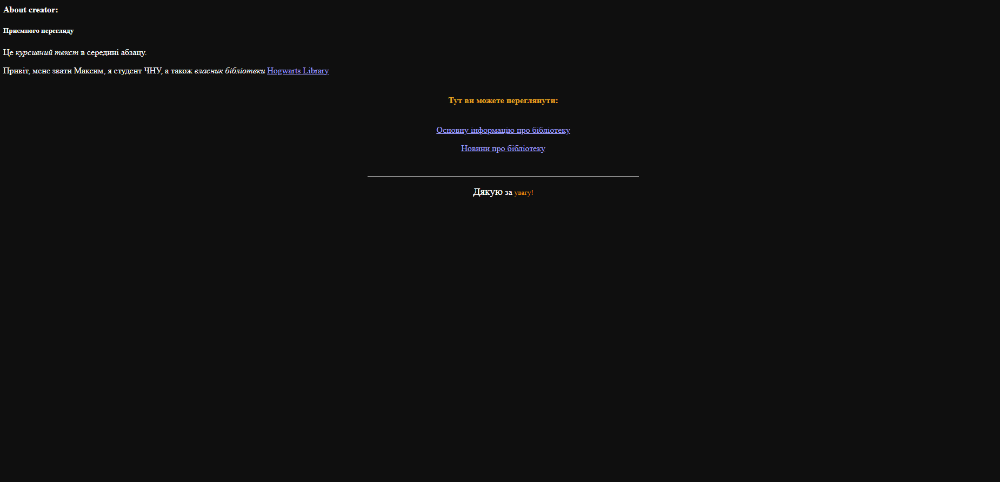 About creator:
Приємного перегляду
Це курсивний текст в середині абзацу.
Привіт, мене звати Максим, я студент ЧНУ, а також власник бібліотеки Hogwarts Library
Тут ви можете переглянути:
Основну інформацію про бібліотеку
Новини про бібліотеку
Дякую за увагу!